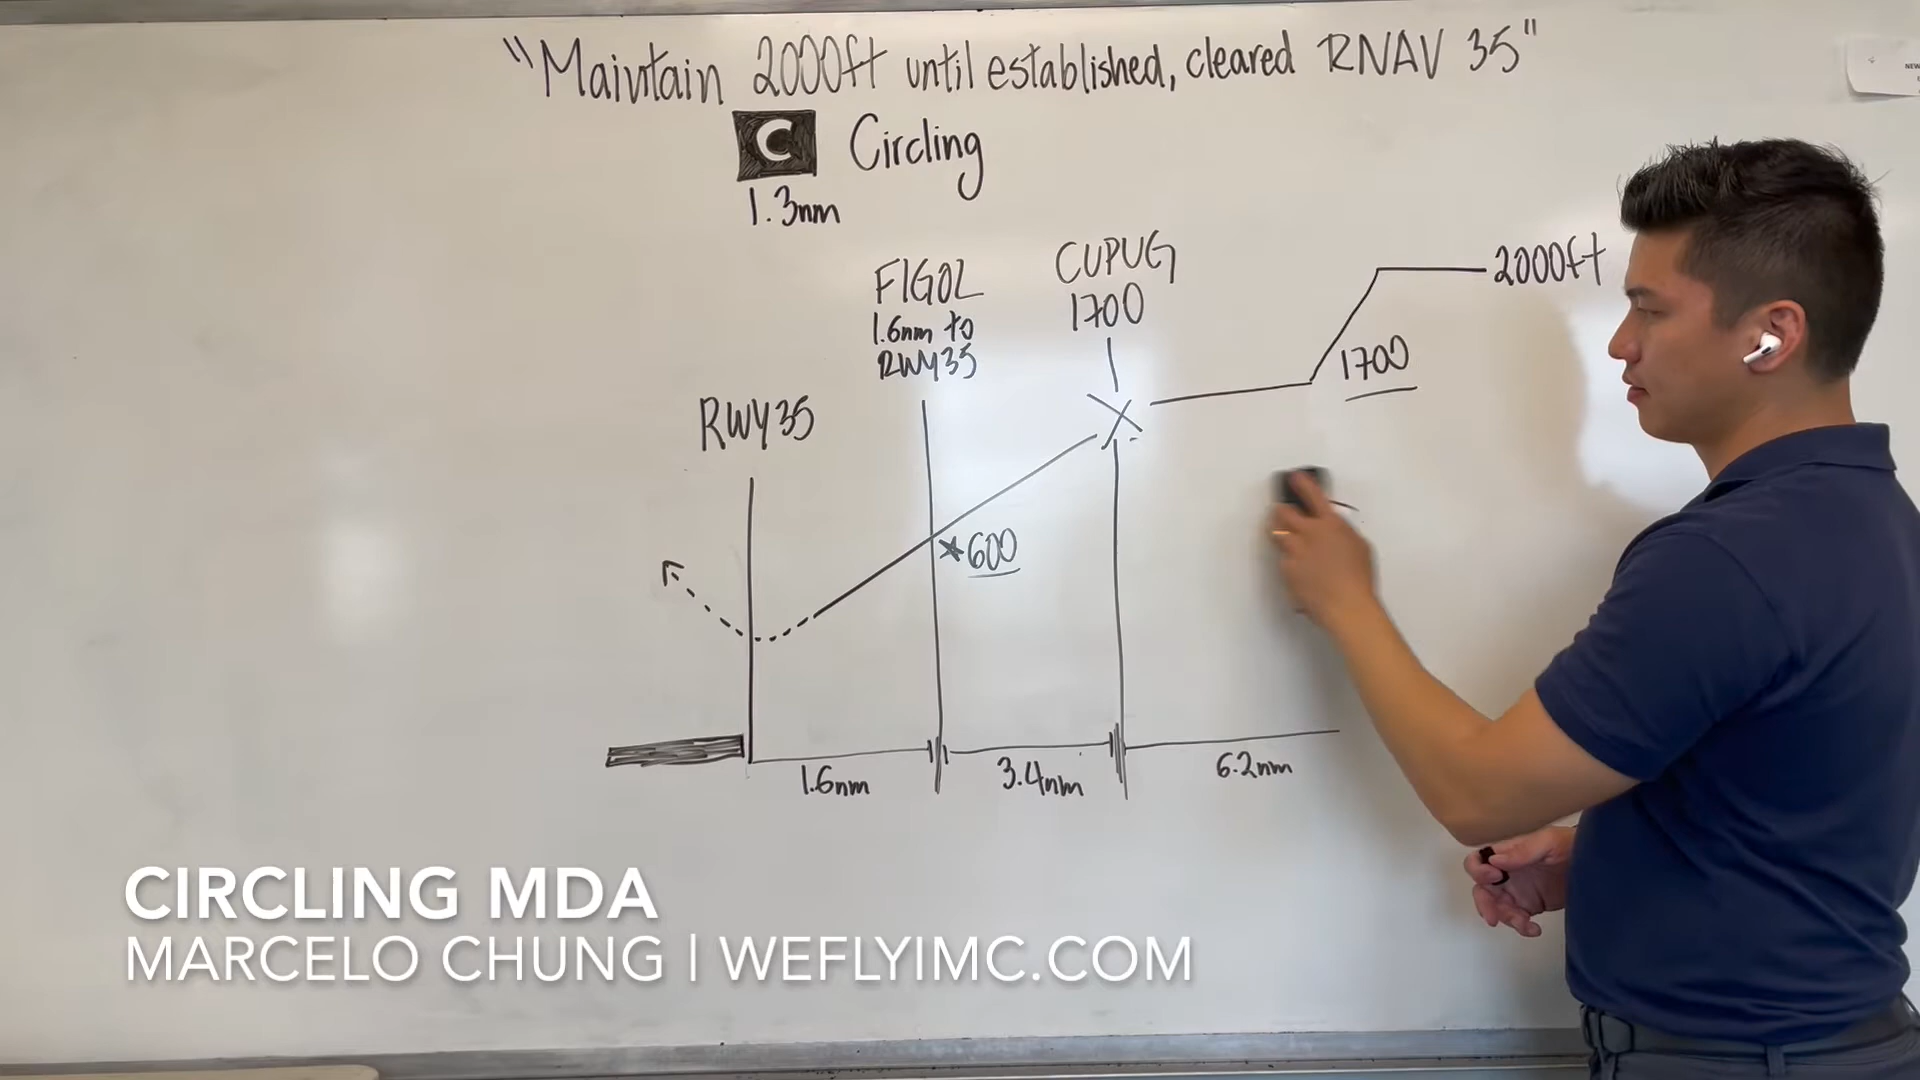 "Maintain 2000ft until established, cleared RNAV 35"
C Circling
1.3nm
CUPUG
1700
FIGOL
1.6nm to
RWY35
2000ft
1700
RWY35
*600
1.6nm
3.4nm
6.2nm
NEW
CIRCLING MDA
MARCELO CHUNG | WEFLYIMC.COM